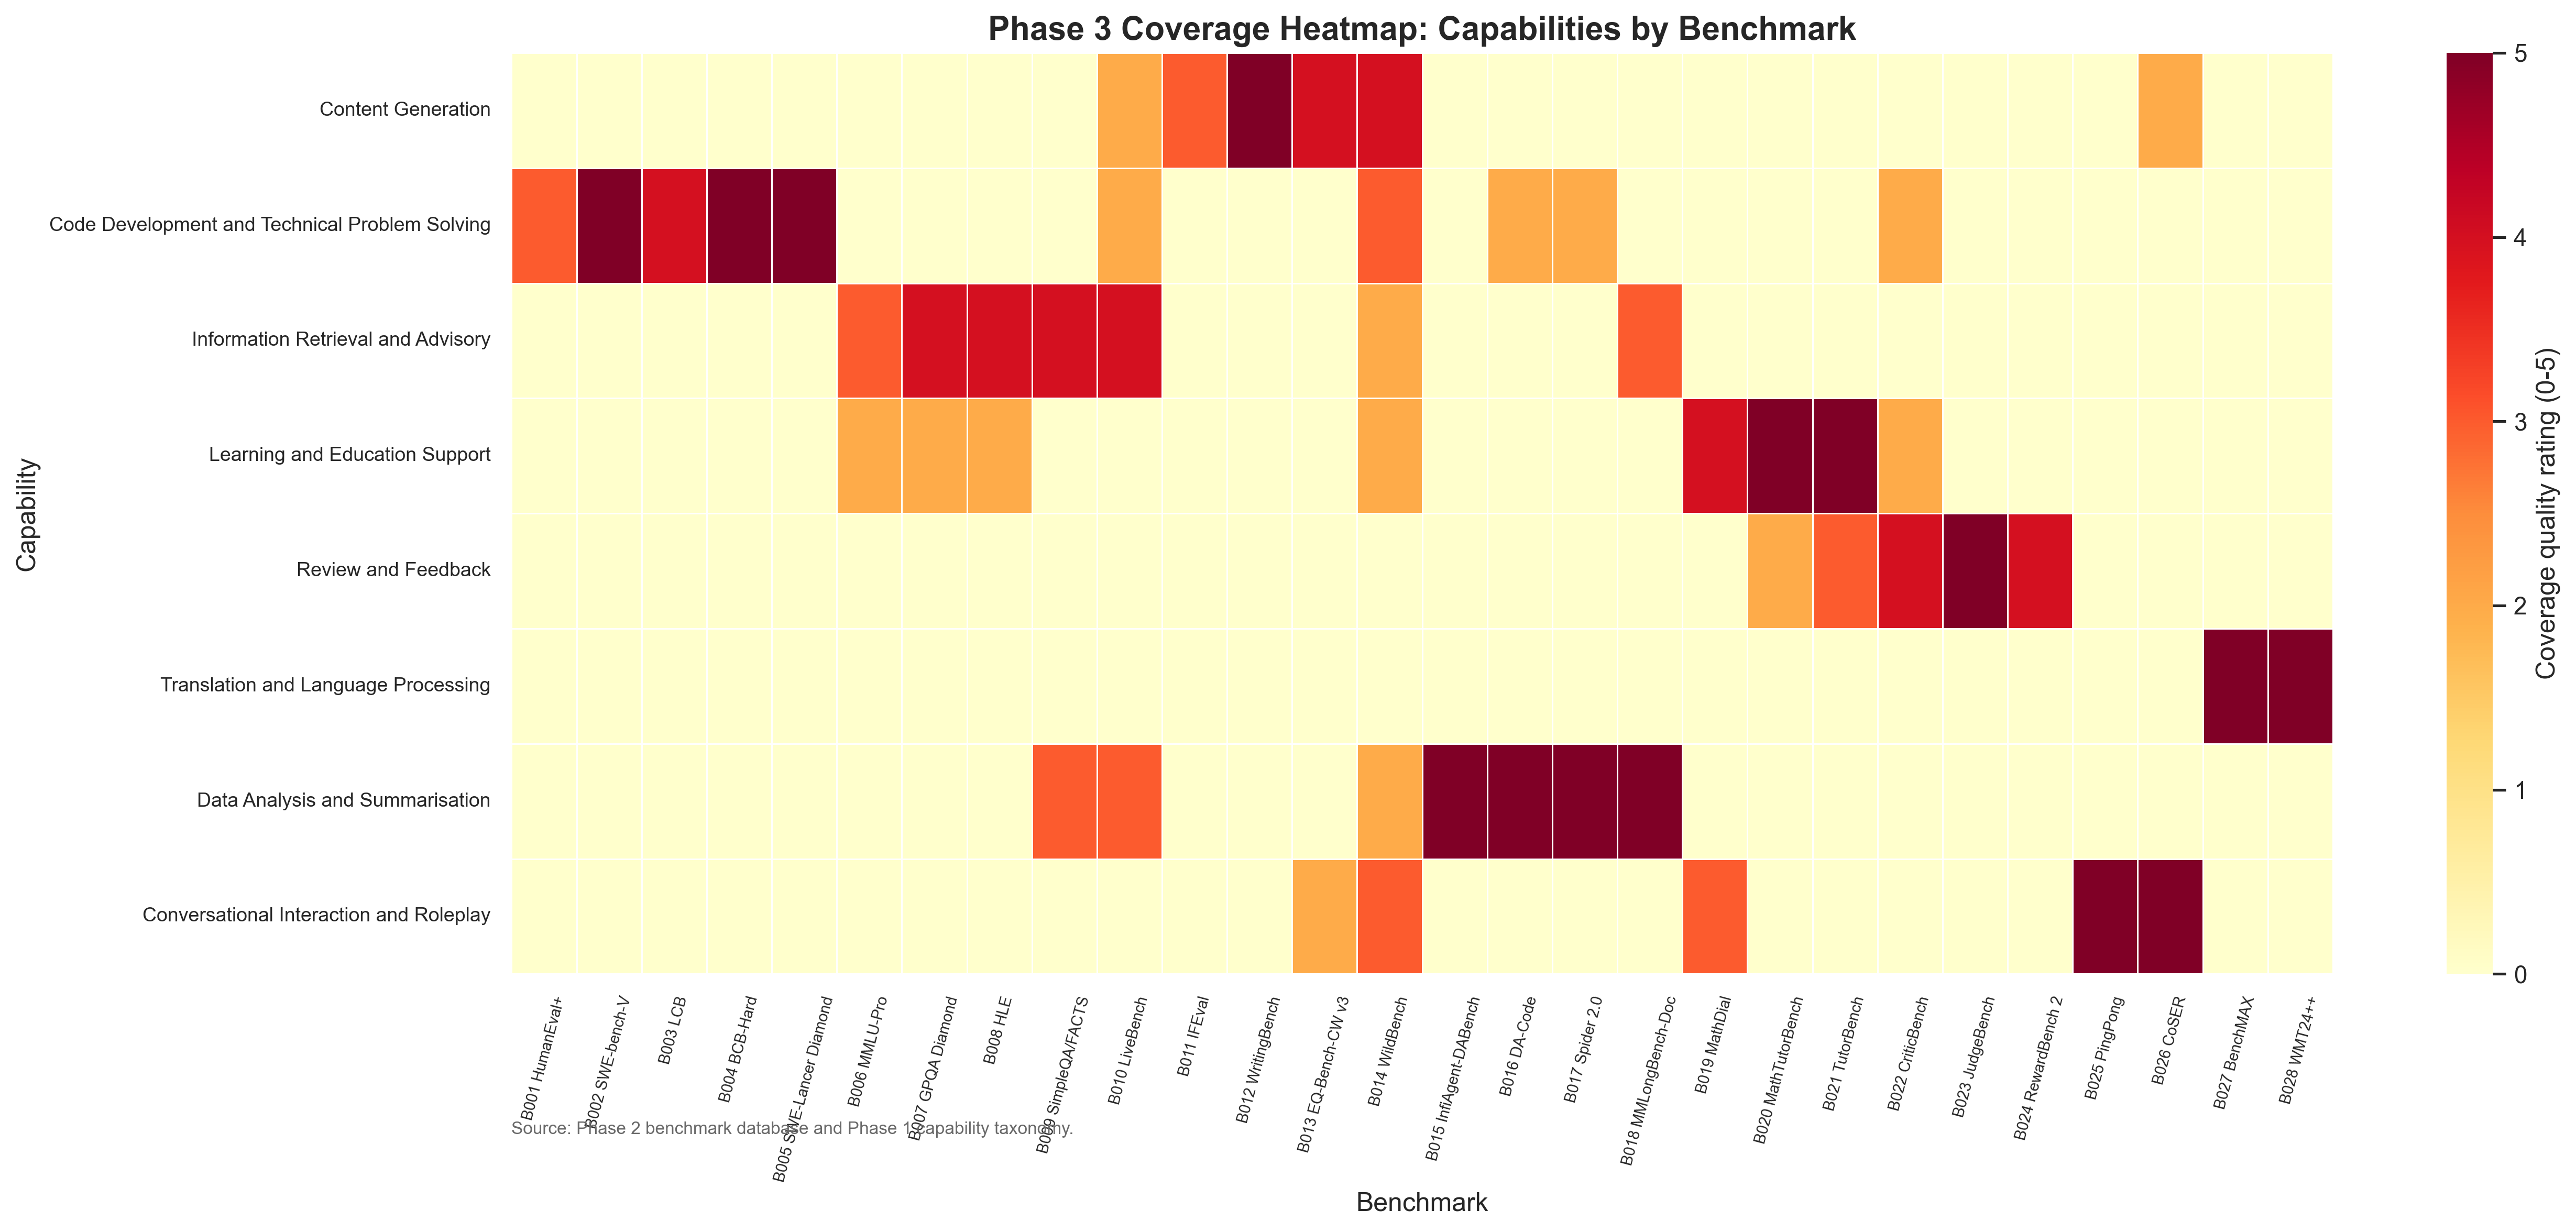 Phase 3 Coverage Heatmap: Capabilities by Benchmark
Capability
Content Generation
Code Development and Technical Problem Solving
Information Retrieval and Advisory
Learning and Education Support
Review and Feedback
Translation and Language Processing
Data Analysis and Summarisation
Conversational Interaction and Roleplay
B001 HumanEval+
B002 SWE-bench-V
B003 LCB
B004 BCB-Hard
B005 SWE-Lancer Diamond
B006 MMLU-Pro
B007 GPQA Diamond
B008 HLE
B009 SimpleQA/FACTS
B010 LiveBench
B011 IFEval
B012 WritingBench
B013 EQ-Bench-CW v3
B014 WildBench
B015 InfiAgent-DABench
B016 DA-Code
B017 Spider 2.0
B018 MMLongBench-Doc
B019 MathDial
B020 MathTutorBench
B021 TutorBench
B022 CriticBench
B023 JudgeBench
B024 RewardBench 2
B025 PingPong
B026 CoSER
B027 BenchMAX
B028 WMT24++
Source: Phase 2 benchmark database and Phase 1 capability taxonomy.
Benchmark
5
4
3
2
1
0
Coverage quality rating (0-5)